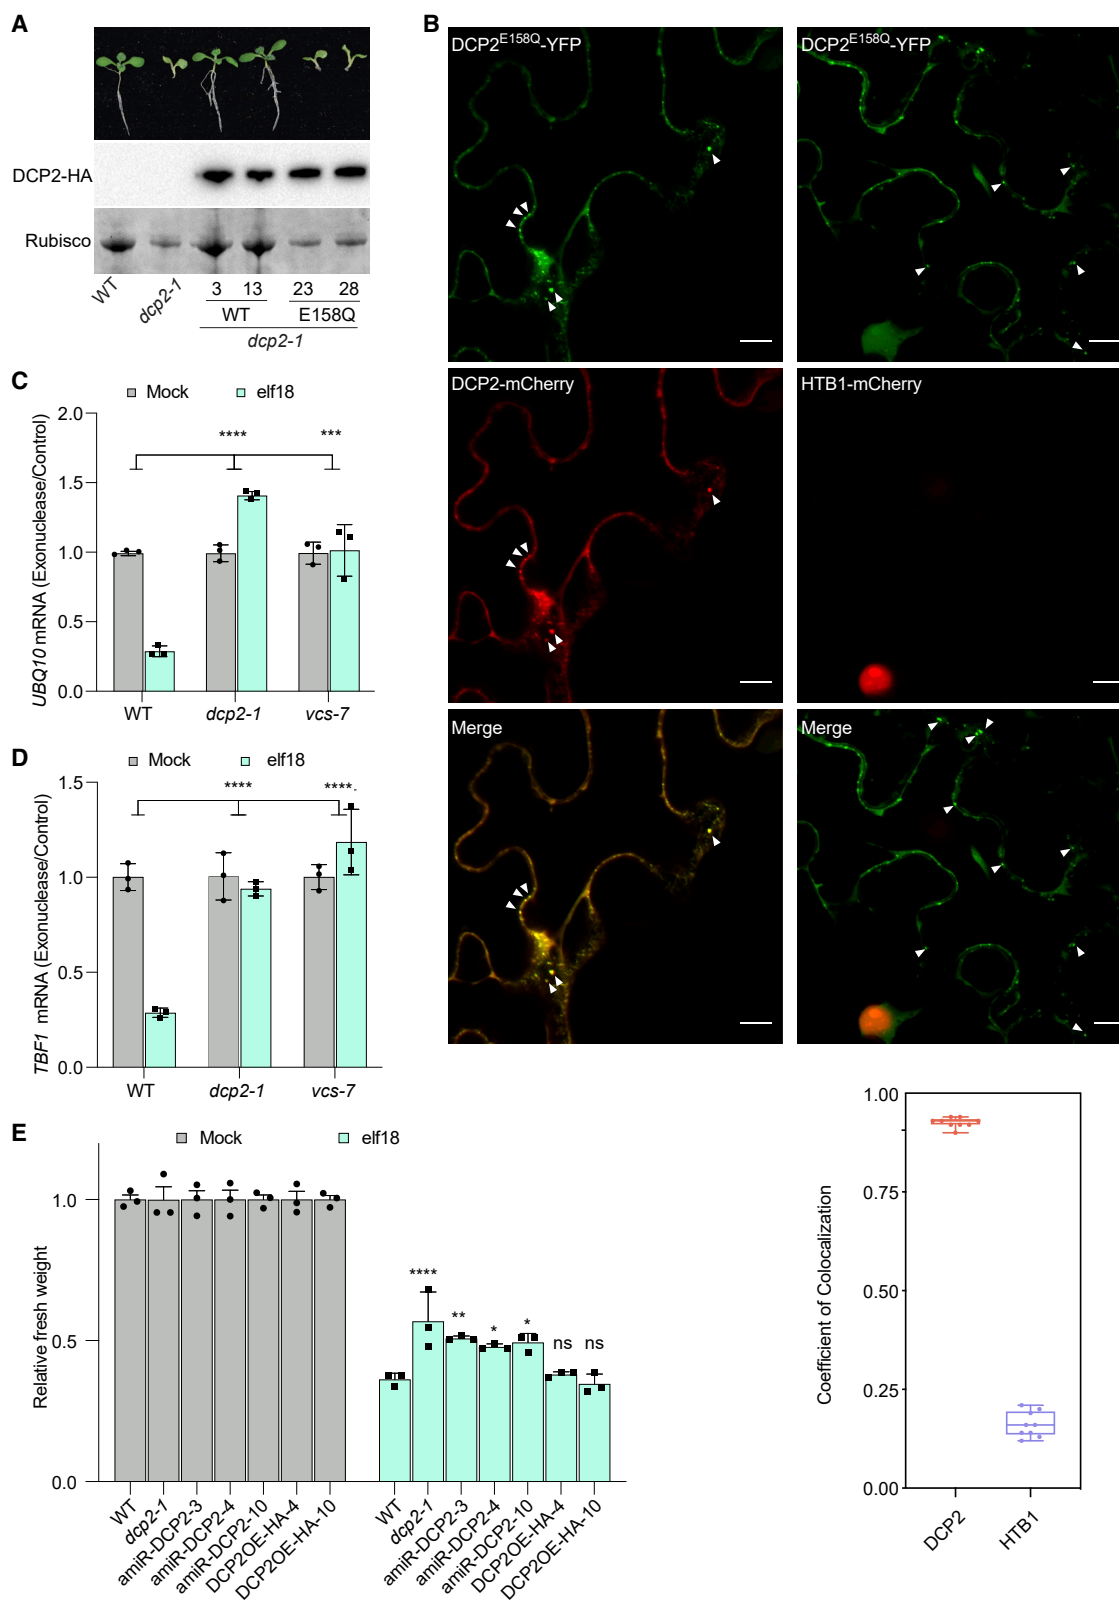 A
DCP2-HA
Rubisco
WT
dcp2-1
3 13 23 28
WT E158Q
dcp2-1
B
DCP2E158Q-YFP
DCP2E158Q-YFP
DCP2-mCherry
HTB1-mCherry
Merge
Merge
1.00
0.75
0.50
0.25
0.00
Coefficient of Colocalization
DCP2
HTB1
C
Mock elf18
UBQ10 mRNA (Exonuclease/Control)
2.0
1.5
1.0
0.5
0.0
**** ***
WT dcp2-1 vcs-7
D
Mock elf18
TBF1 mRNA (Exonuclease/Control)
1.5
1.0
0.5
0.0
**** ****
WT dcp2-1 vcs-7
E
Mock elf18
Relative fresh weight
1.0
0.5
0.0
**** ** * * ns ns
WT
dcp2-1
amiR-DCP2-3
amiR-DCP2-4
amiR-DCP2-10
DCP2OE-HA-4
DCP2OE-HA-10
WT
dcp2-1
amiR-DCP2-3
amiR-DCP2-4
amiR-DCP2-10
DCP2OE-HA-4
DCP2OE-HA-10